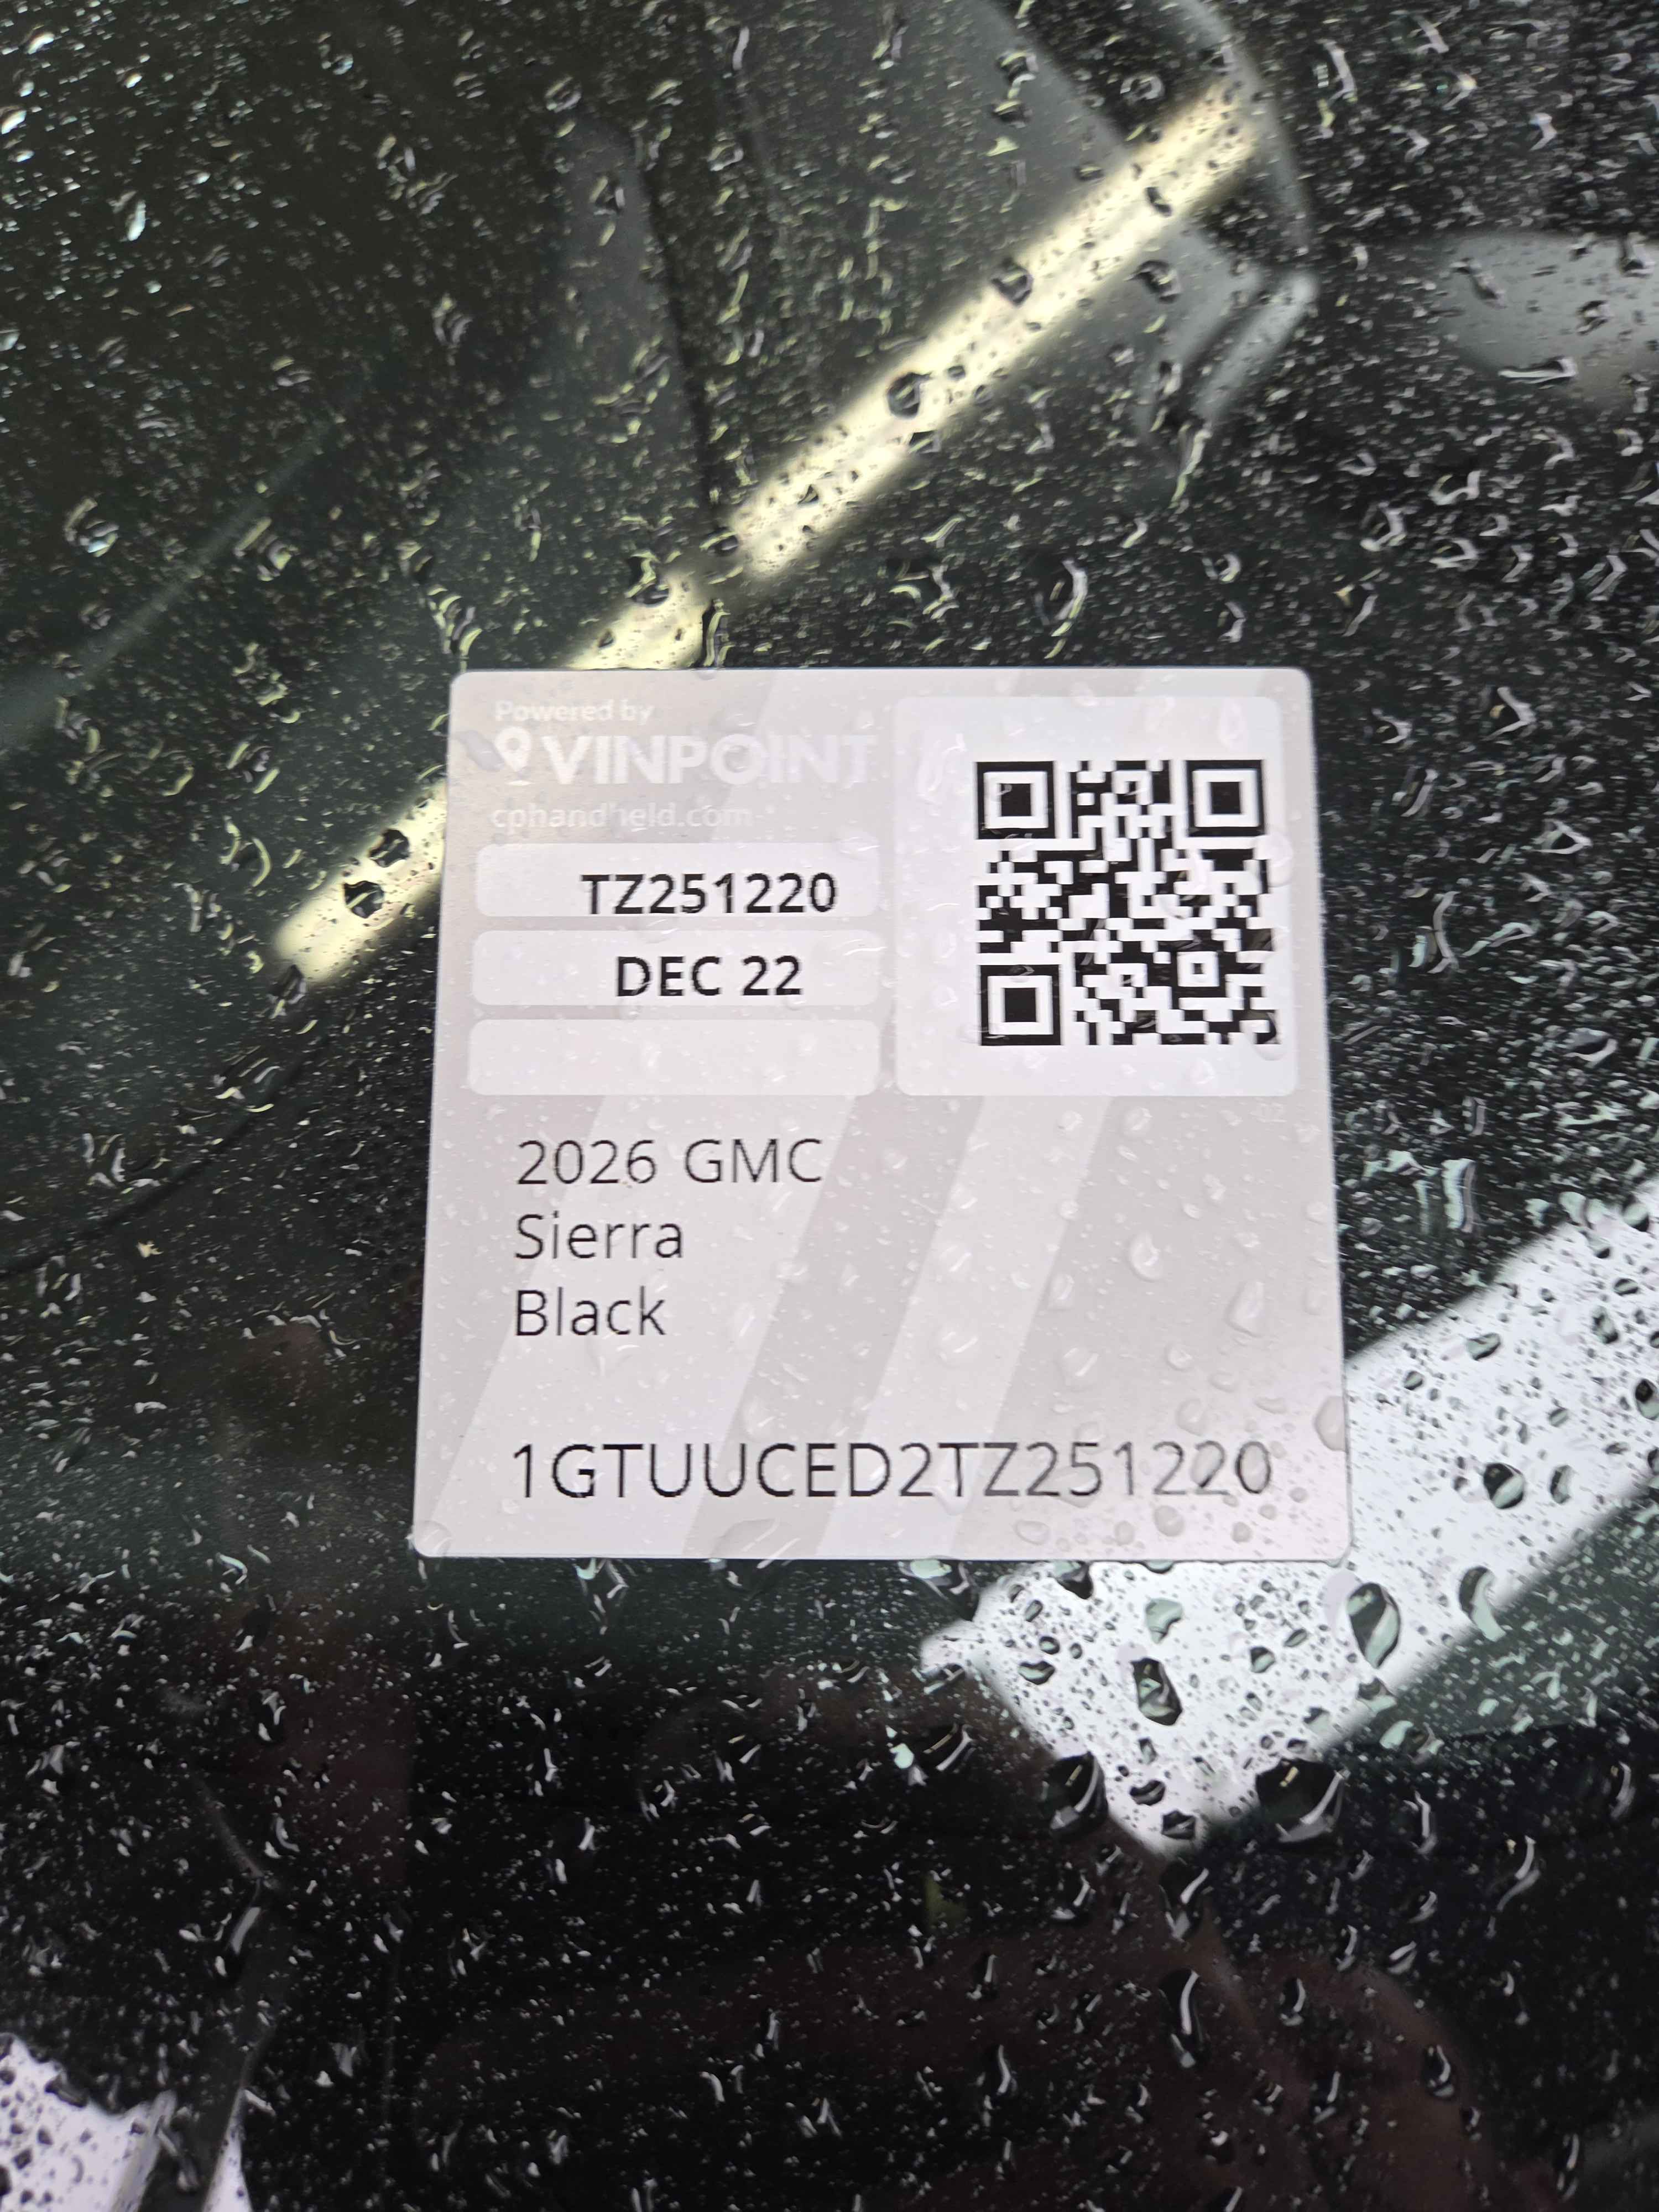 Powered by
VINPOINT
cphandheld.com
TZ251220
DEC 22
2026 GMC
Sierra
Black
1GTUUCED2TZ251220